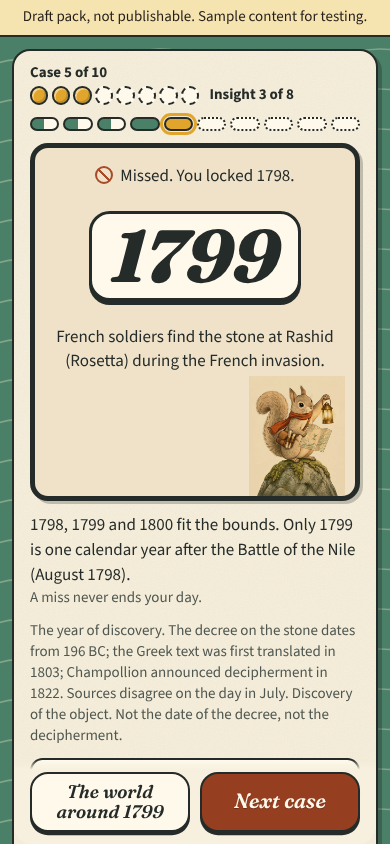 Draft pack, not publishable. Sample content for testing.
Case 5 of 10
Insight 3 of 8
Missed. You locked 1798.
1799
French soldiers find the stone at Rashid
(Rosetta) during the French invasion.
1798, 1799 and 1800 fit the bounds. Only 1799
is one calendar year after the Battle of the Nile
(August 1798).
A miss never ends your day.
The year of discovery. The decree on the stone dates
from 196 BC; the Greek text was first translated in
1803; Champollion announced decipherment in
1822. Sources disagree on the day in July. Discovery
of the object. Not the date of the decree, not the
decipherment.
The world
around 1799
Next case